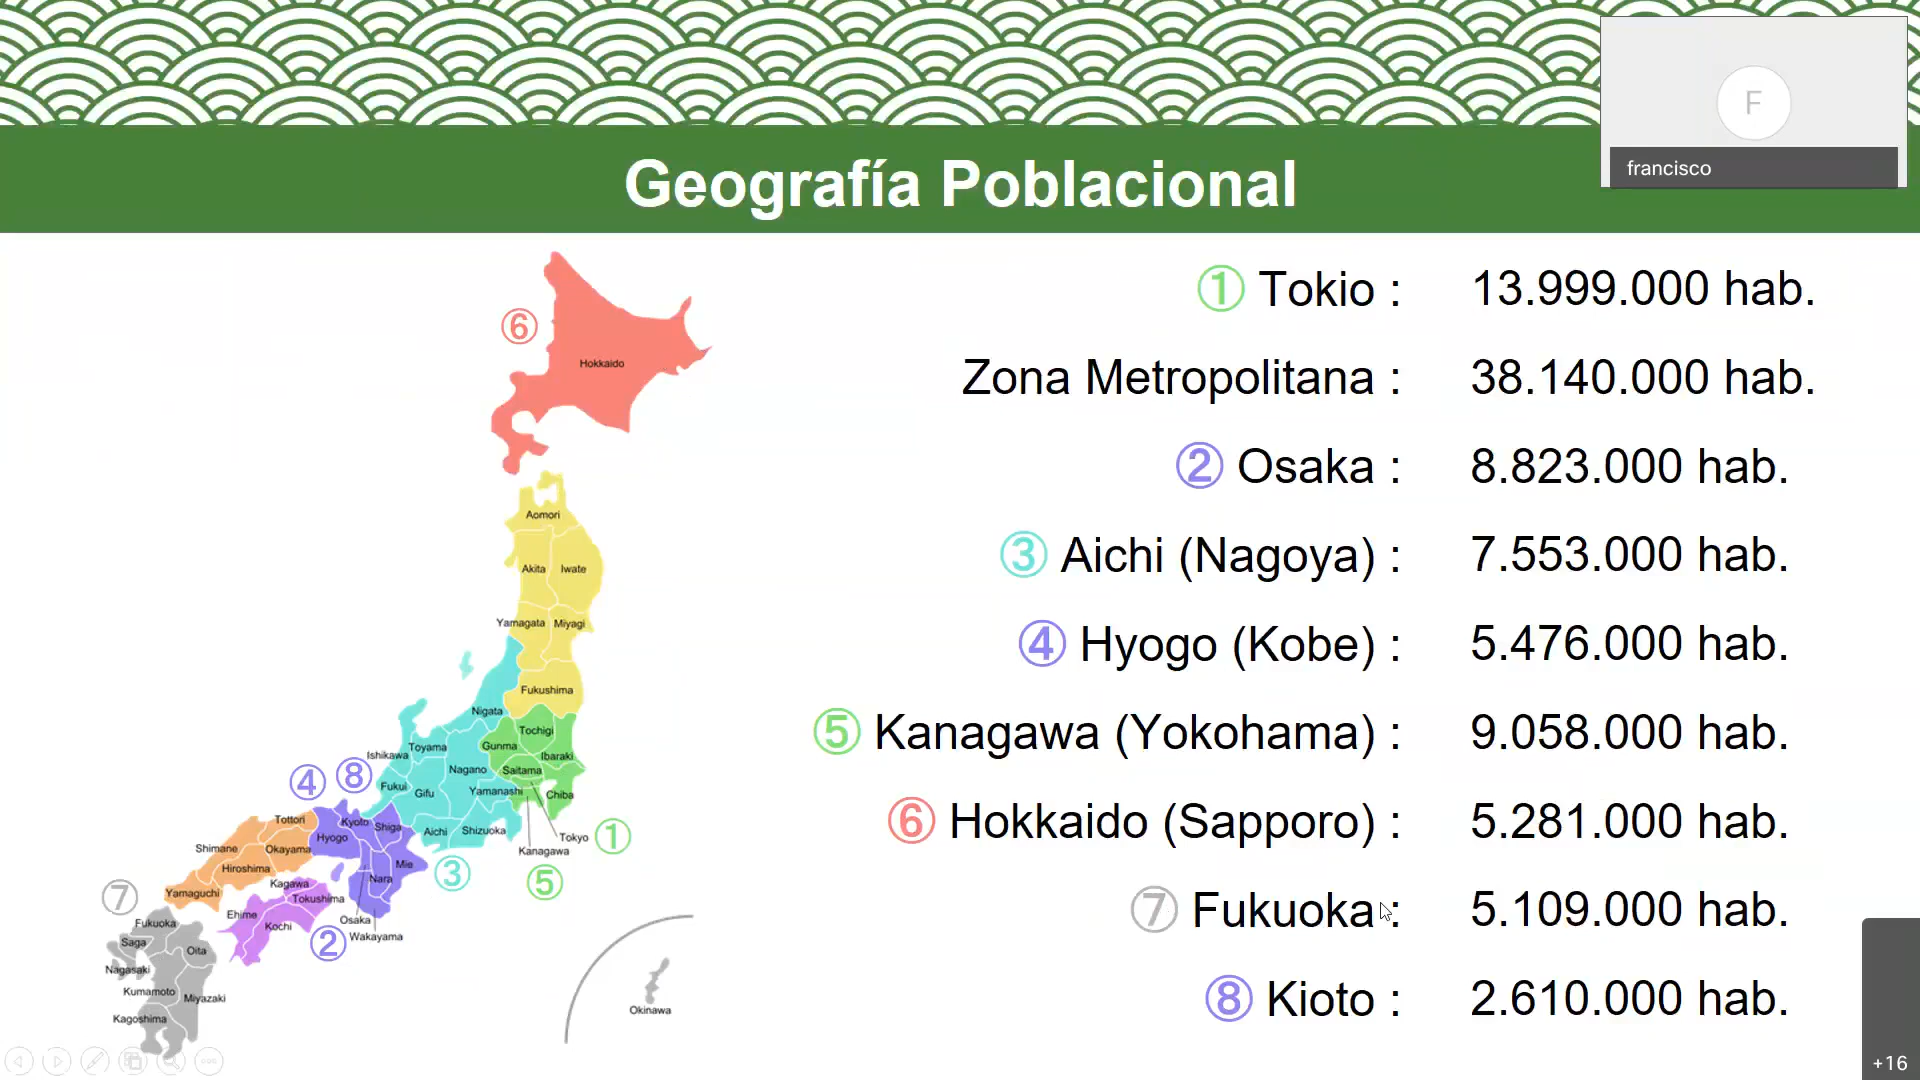 F
francisco
Geografía Poblacional
① Tokio : 13.999.000 hab.
Zona Metropolitana : 38.140.000 hab.
② Osaka : 8.823.000 hab.
③ Aichi (Nagoya) : 7.553.000 hab.
④ Hyogo (Kobe) : 5.476.000 hab.
⑤ Kanagawa (Yokohama) : 9.058.000 hab.
⑥ Hokkaido (Sapporo) : 5.281.000 hab.
⑦ Fukuoka : 5.109.000 hab.
⑧ Kioto : 2.610.000 hab.
⑥
Hokkaido
Aomori
Akita
Iwate
Yamagata
Miyagi
Fukushima
Nigata
Tochigi
Gunma
Toyama
Ishikawa
Ibaraki
Nagano
Saitama
Fukui
Gifu
Yamanashi
Chiba
④
⑧
Tottori
Kyoto
Shiga
Hyogo
Aichi
Shizuoka
Tokyo
①
Kanagawa
③
⑤
Shimane
Okayama
Hiroshima
Mie
Nara
Kagawa
Yamaguchi
Tokushima
⑦
Ehime
Osaka
Kochi
②
Wakayama
Fukuoka
Saga
Oita
Nagasaki
Kumamoto
Miyazaki
Kagoshima
Okinawa
+16